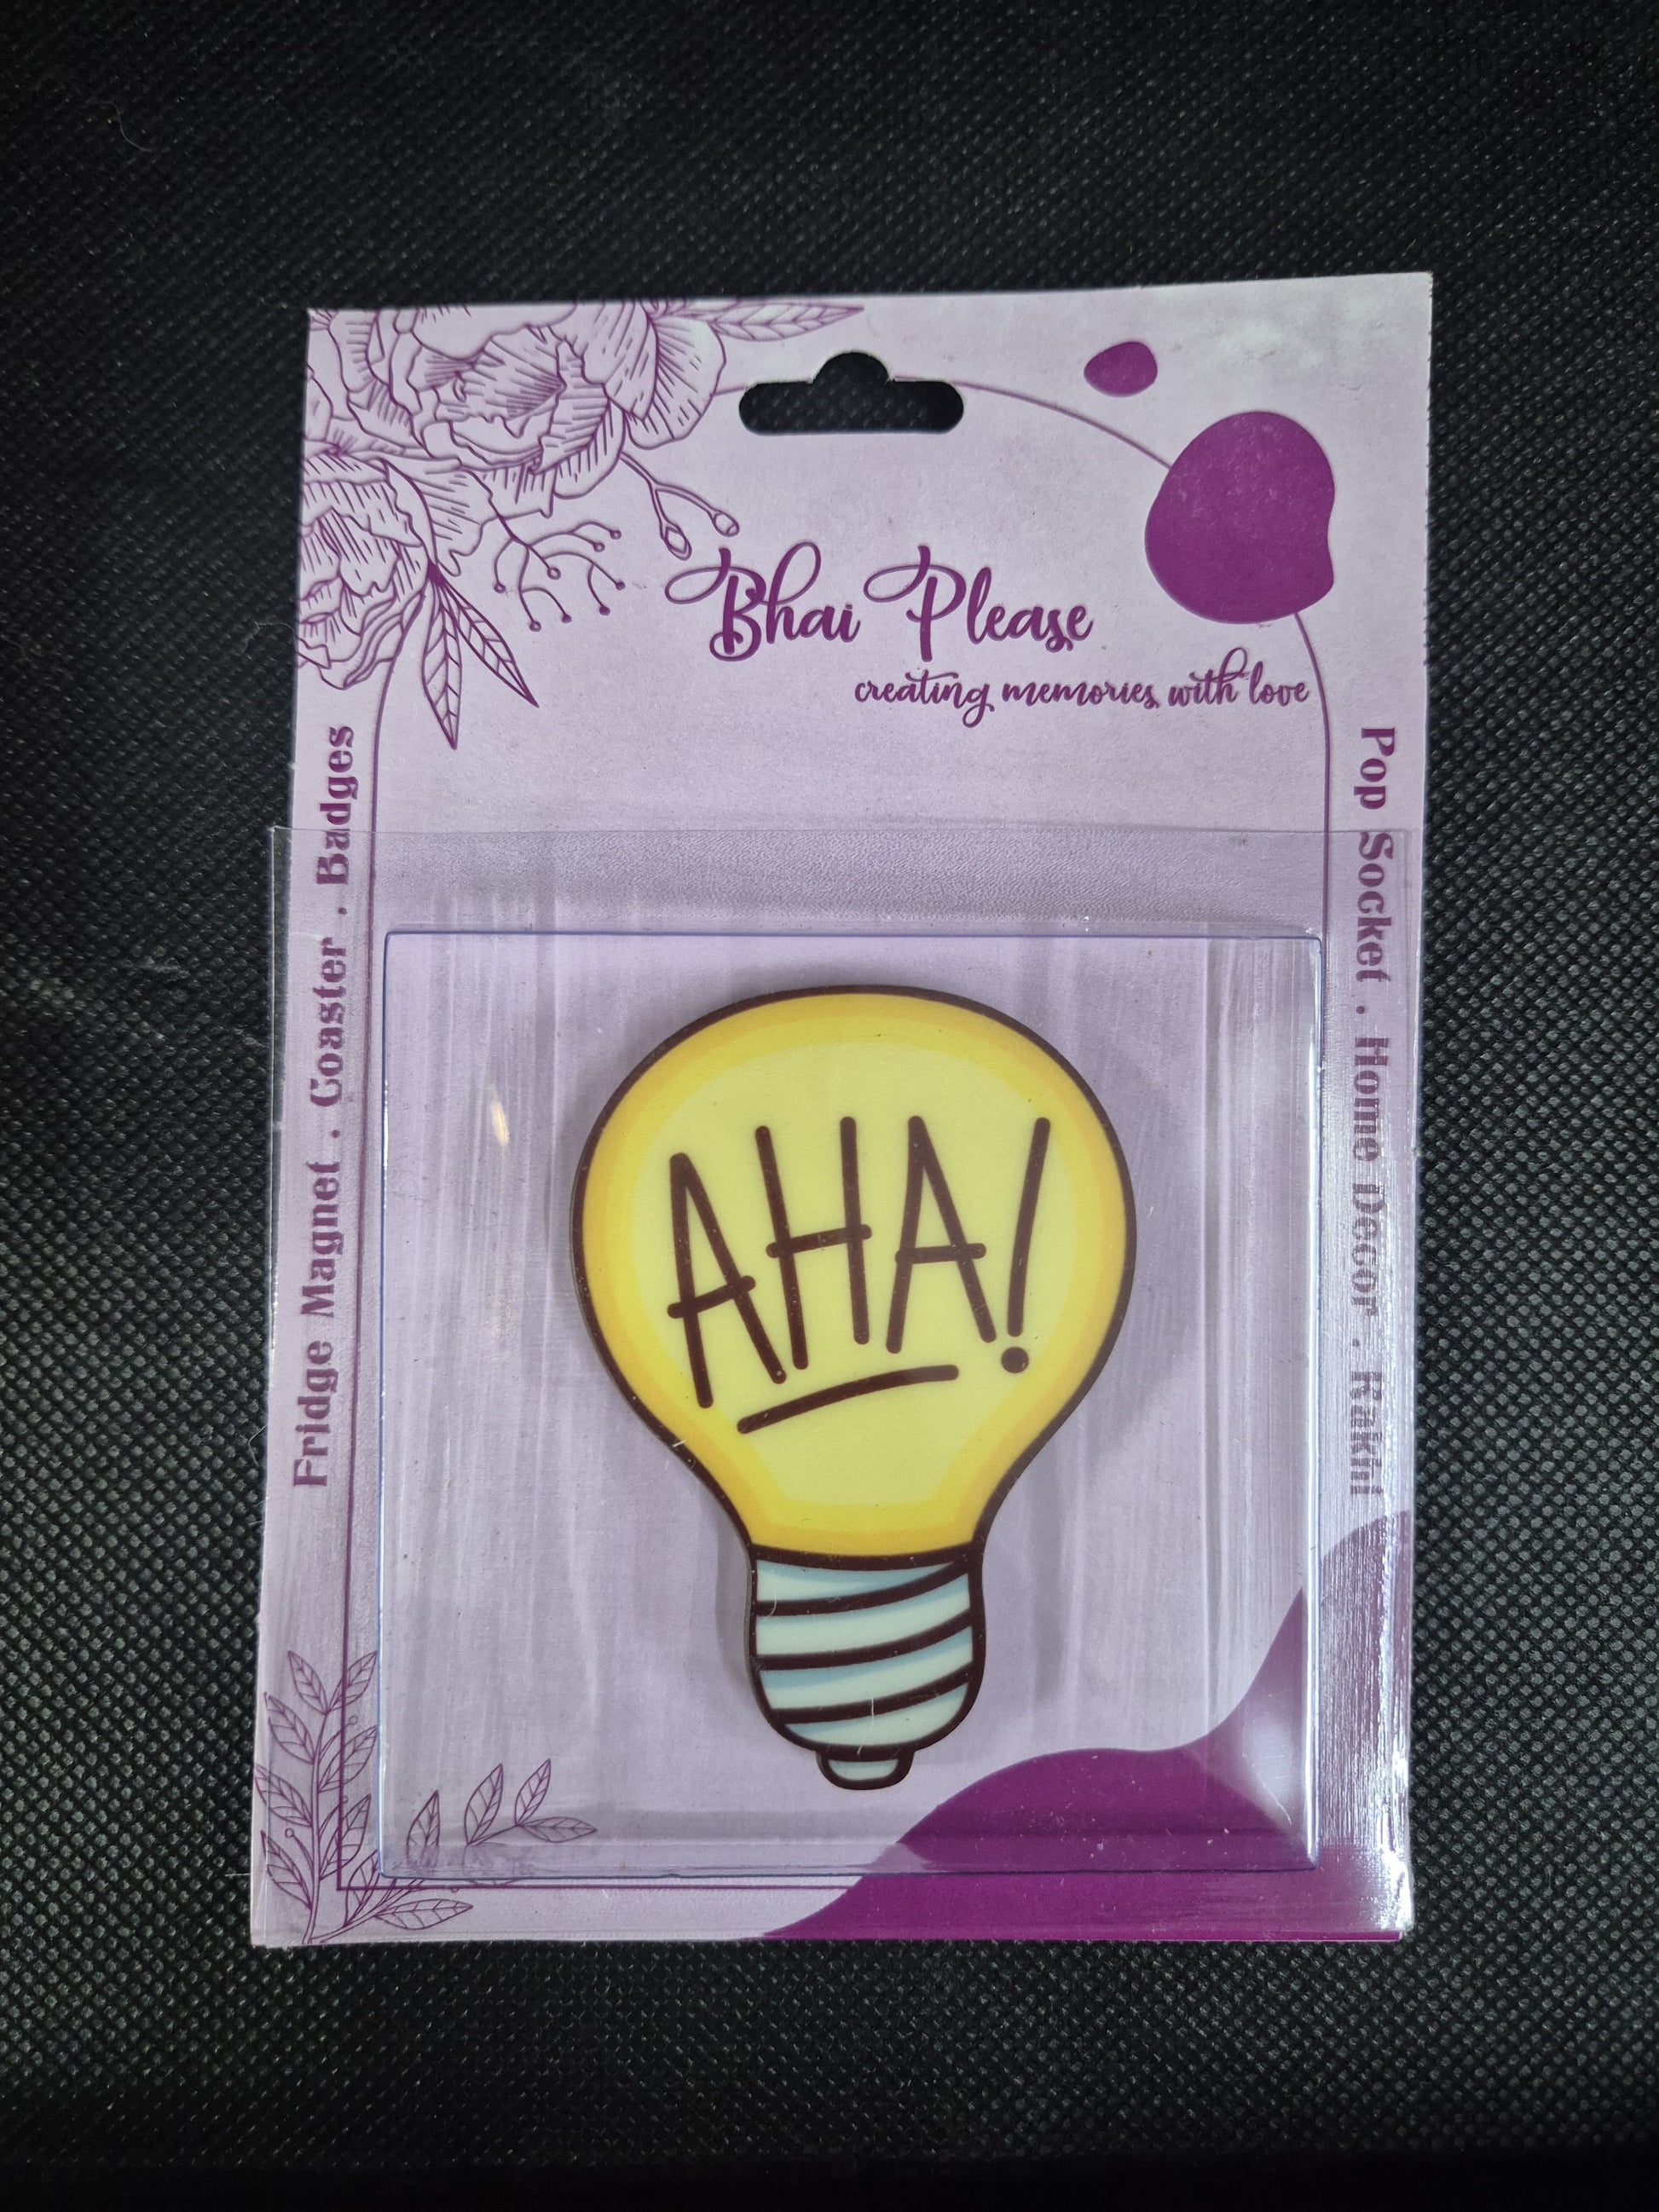 Bhai Please
creating memories with love
Fridge Magnet . Coaster . Badges
Pop Socket . Home Decor . Rakhi
AHA!